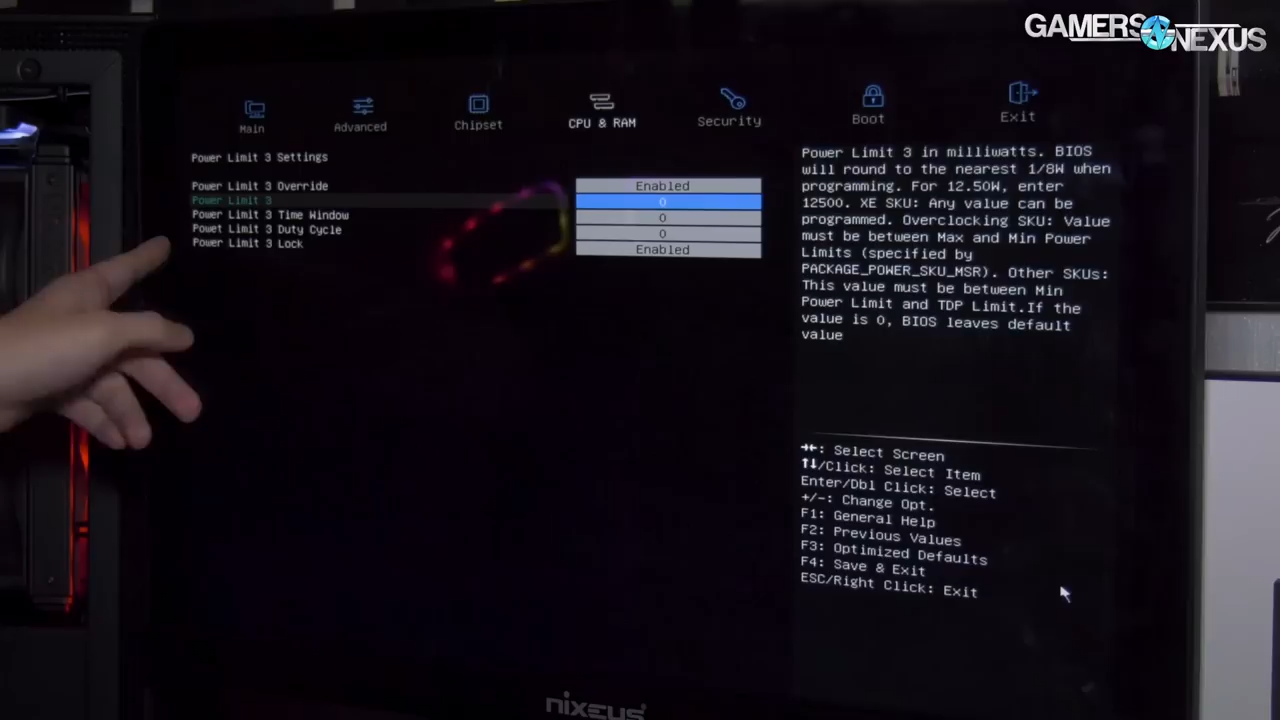 GAMERS NEXUS
Main
Advanced
Chipset
CPU & RAM
Security
Boot
Exit
Power Limit 3 Settings
Power Limit 3 Override
Enabled
Power Limit 3
0
Power Limit 3 Time Window
0
Powet Limit 3 Duty Cycle
0
Power Limit 3 Lock
Enabled
Power Limit 3 in milliwatts. BIOS
will round to the nearest 1/8W when
programming. For 12.50W, enter
12500. XE SKU: Any value can be
programmed. Overclocking SKU: Value
must be between Max and Min Power
Limits (specified by
PACKAGE_POWER_SKU_MSR). Other SKUs:
This value must be between Min
Power Limit and TDP Limit.If the
value is 0, BIOS leaves default
value
→←: Select Screen
↑↓/Click: Select Item
Enter/Dbl Click: Select
+/-: Change Opt.
F1: General Help
F2: Previous Values
F3: Optimized Defaults
F4: Save & Exit
ESC/Right Click: Exit
nixeus